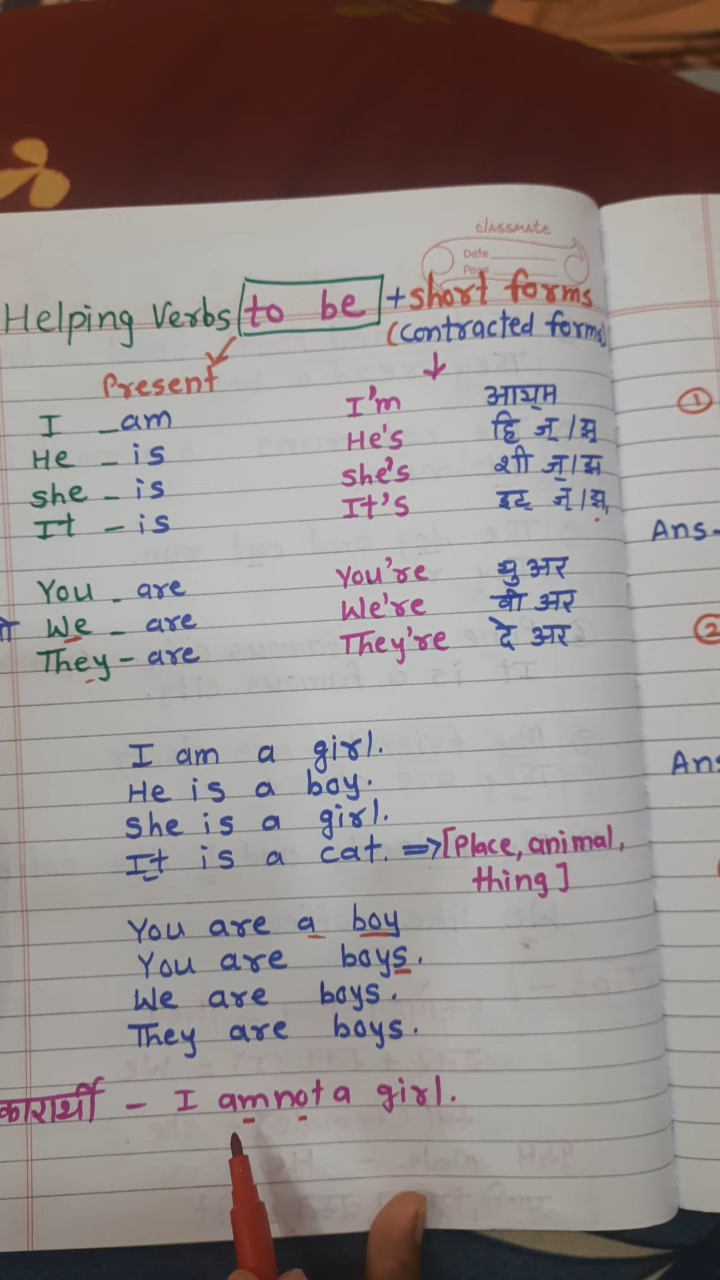 classmate
Date
Page
Helping Verbs to be + short forms
(contracted forms)
Present
I - am I'm आयम
He - is He's हि ज्/झ्
she - is she's शी ज्/झ
It - is It's इट ज्/झ्
You - are You're यु अर
We - are We're वी अर
They - are They're दे अर
I am a girl.
He is a boy.
She is a girl.
It is a cat. ⇒ [Place, animal,
thing]
You are a boy
You are boys.
We are boys.
They are boys.
कारार्थी - I am not a girl.
1
Ans-
2
Ans